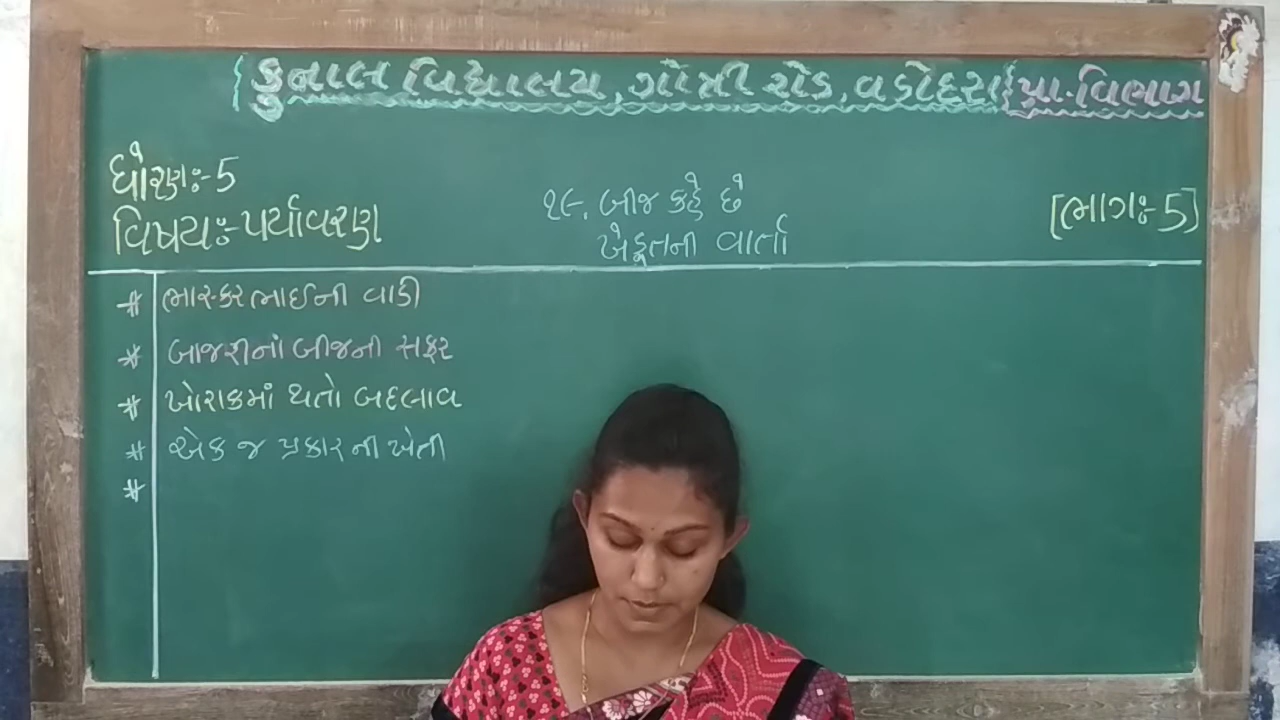 {કુનાલ વિદ્યાલય, ગોત્રી રોડ, વડોદરા{પ્રા.વિભાગ
ધોરણઃ-5
વિષયઃ-પર્યાવરણ
૧૯. બીજ કહે છે
ખેડૂતની વાર્તા
[ભાગઃ-5]
# ભાસ્કરભાઈની વાડી
# બાજરીનાં બીજની સફર
# ખોરાકમાં થતો બદલાવ
# એક જ પ્રકારની ખેતી
#